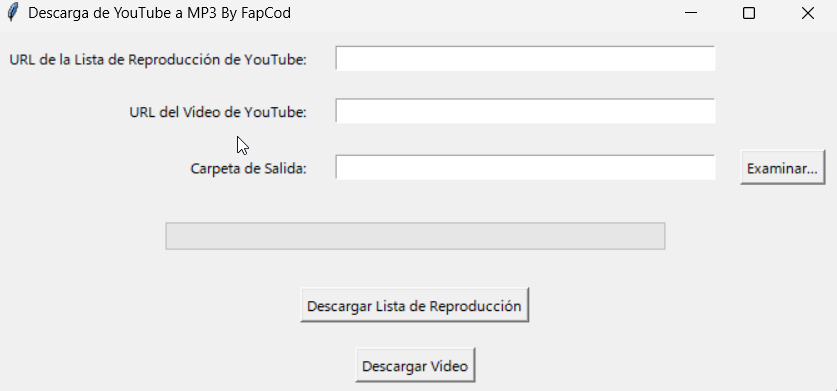 Descarga de YouTube a MP3 By FapCod
URL de la Lista de Reproducción de YouTube:
URL del Video de YouTube:
Carpeta de Salida:
Examinar...
Descargar Lista de Reproducción
Descargar Video